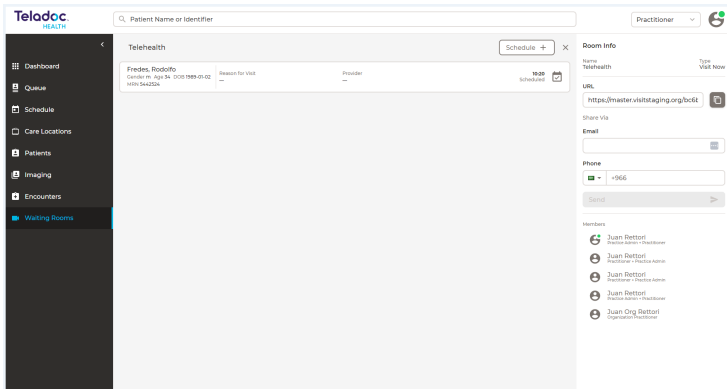 Teladoc
HEALTH
Patient Name or Identifier
Practitioner
Dashboard
Queue
Schedule
Care Locations
Patients
Imaging
Encounters
Waiting Rooms
Telehealth
Schedule +
Fredes, Rodolfo
Gender m Age 34 DOB 1989-01-02
MRN 5442524
Reason for Visit
—
Provider
—
10:20
Scheduled
Room Info
Name
Telehealth
Type
Visit Now
URL
https://master.visitstaging.org/bc6b
Share Via
Email
Phone
+966
Send
Members
Juan Rettori
Practice Admin • Practitioner
Juan Rettori
Practitioner • Practice Admin
Juan Rettori
Practitioner • Practice Admin
Juan Rettori
Practice Admin • Practitioner
Juan Org Rettori
Organization Practitioner